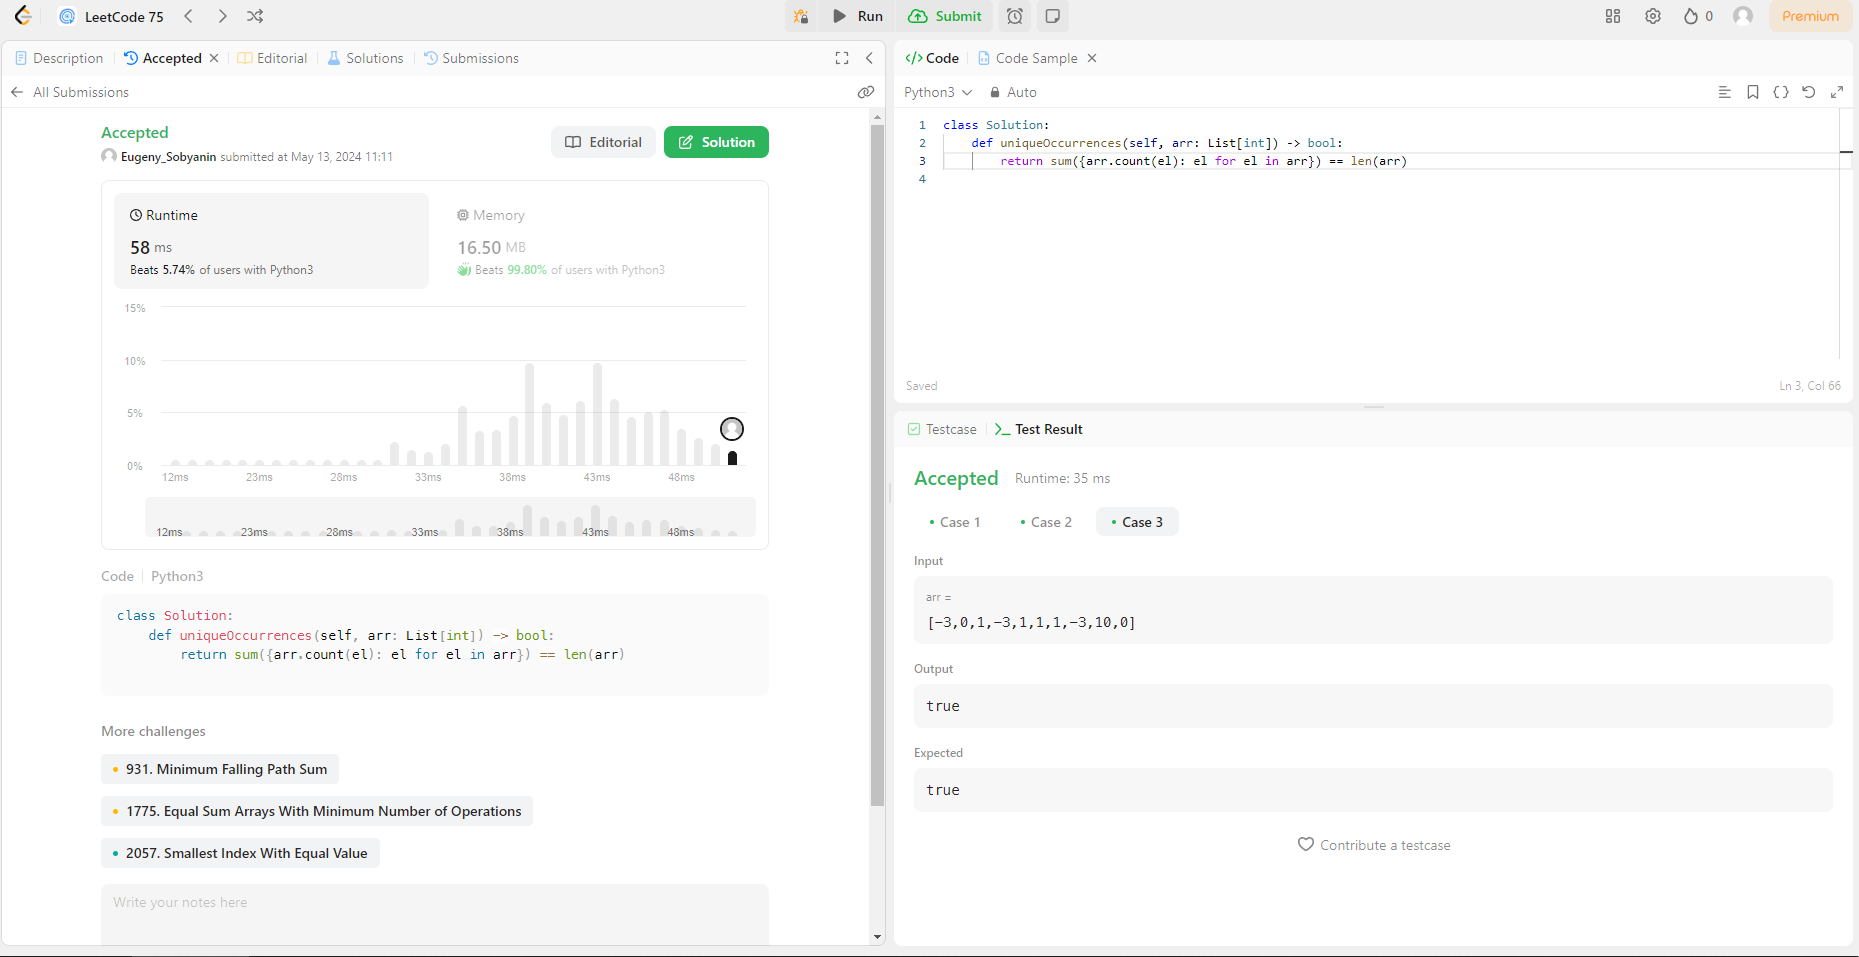 LeetCode 75
Run
Submit
0
Premium
Description
Accepted
Editorial
Solutions
Submissions
All Submissions
Accepted
Eugeny_Sobyanin submitted at May 13, 2024 11:11
Editorial
Solution
Runtime
58 ms
Beats 5.74% of users with Python3
Memory
16.50 MB
Beats 99.80% of users with Python3
15%
10%
5%
0%
12ms 23ms 28ms 33ms 38ms 43ms 48ms
12ms 23ms 28ms 33ms 38ms 43ms 48ms
Code Python3
class Solution:
    def uniqueOccurrences(self, arr: List[int]) -> bool:
        return sum({arr.count(el): el for el in arr}) == len(arr)
More challenges
931. Minimum Falling Path Sum
1775. Equal Sum Arrays With Minimum Number of Operations
2057. Smallest Index With Equal Value
Write your notes here
</> Code
Code Sample
Python3
Auto
1 class Solution:
2     def uniqueOccurrences(self, arr: List[int]) -> bool:
3         return sum({arr.count(el): el for el in arr}) == len(arr)
4
Saved
Ln 3, Col 66
Testcase
Test Result
Accepted
Runtime: 35 ms
Case 1
Case 2
Case 3
Input
arr =
[-3,0,1,-3,1,1,1,-3,10,0]
Output
true
Expected
true
Contribute a testcase